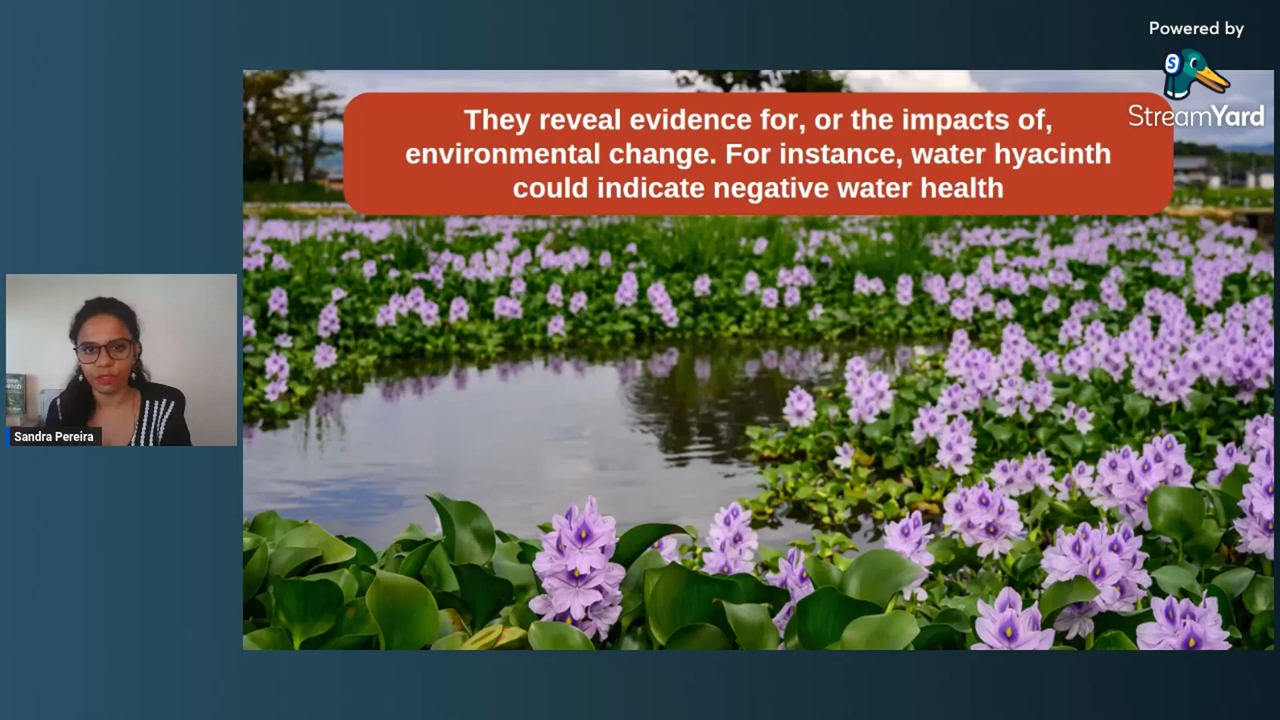 Powered by
StreamYard
They reveal evidence for, or the impacts of,
environmental change. For instance, water hyacinth
could indicate negative water health
Sandra Pereira